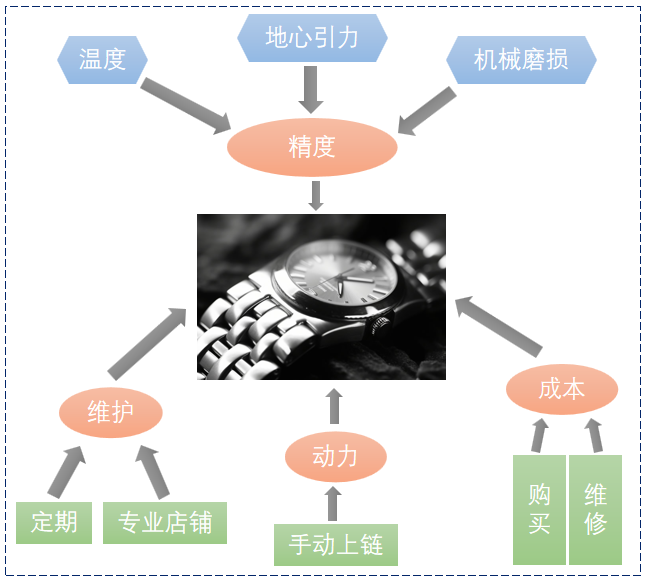 地心引力
温度
机械磨损
精度
维护
成本
动力
定期
专业店铺
手动上链
购买
维修